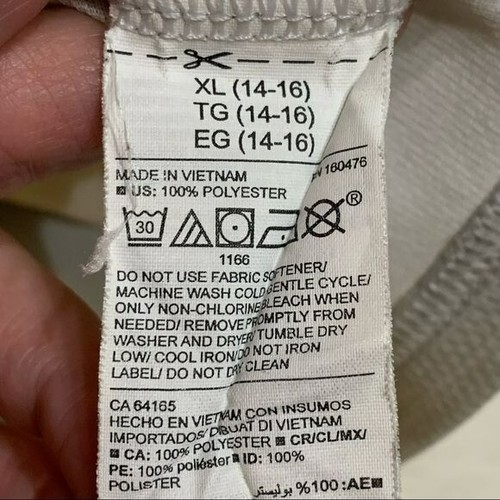 XL (14-16)
TG (14-16)
EG (14-16)
MADE IN VIETNAM
160476
US: 100% POLYESTER
30
®
1166
DO NOT USE FABRIC SOFTENER/
MACHINE WASH COLD GENTLE CYCLE/
ONLY NON-CHLORINE BLEACH WHEN
NEEDED/ REMOVE PROMPTLY FROM
WASHER AND DRYER/ TUMBLE DRY
LOW/ COOL IRON/ DO NOT IRON
LABEL/ DO NOT DRY CLEAN
CA 64165
HECHO EN VIETNAM CON INSUMOS
IMPORTADOS/ DIBUAT DI VIETNAM
CA: 100% POLYESTER CR/CL/MX/
PE: 100% poliéster ID: 100%
POLISTER
AE: 100% بوليستر